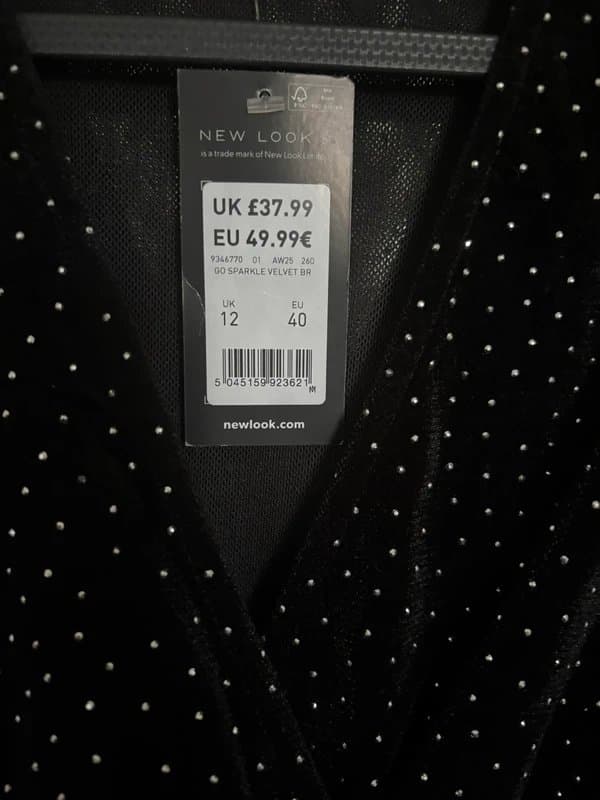 NEW LOOK
is a trade mark of New Look Limited
UK £37.99
EU 49.99€
9346770 01 AW25 260
GO SPARKLE VELVET BR
UK EU
12 40
5 045159 923621
newlook.com